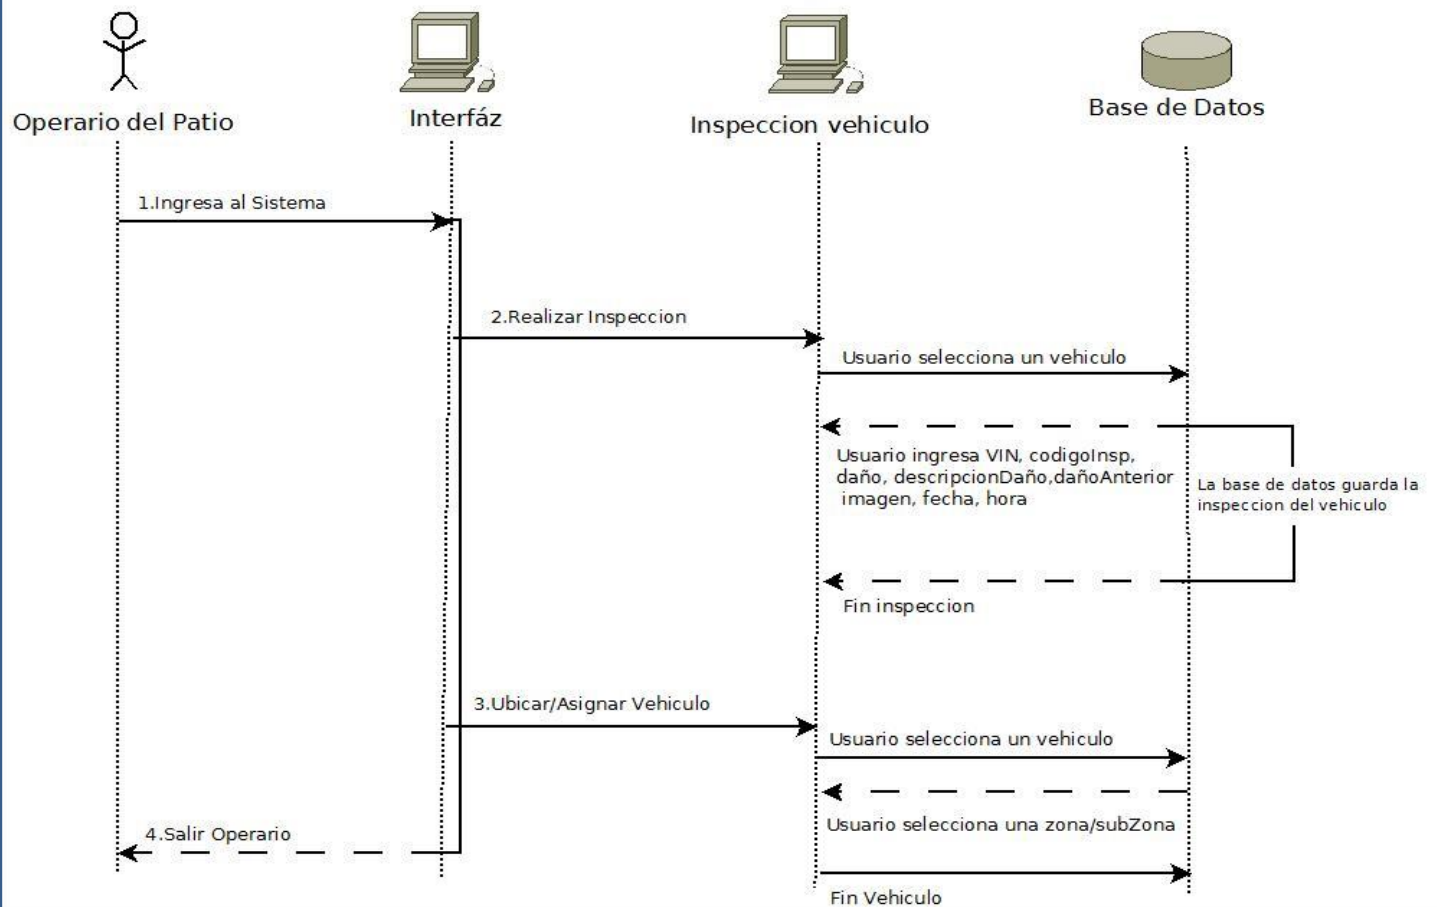 Operario del Patio
Interfáz
Inspeccion vehiculo
Base de Datos
1.Ingresa al Sistema
2.Realizar Inspeccion
Usuario selecciona un vehiculo
Usuario ingresa VIN, codigoInsp,
daño, descripcionDaño,dañoAnterior
imagen, fecha, hora
La base de datos guarda la
inspeccion del vehiculo
Fin inspeccion
3.Ubicar/Asignar Vehiculo
Usuario selecciona un vehiculo
Usuario selecciona una zona/subZona
4.Salir Operario
Fin Vehiculo